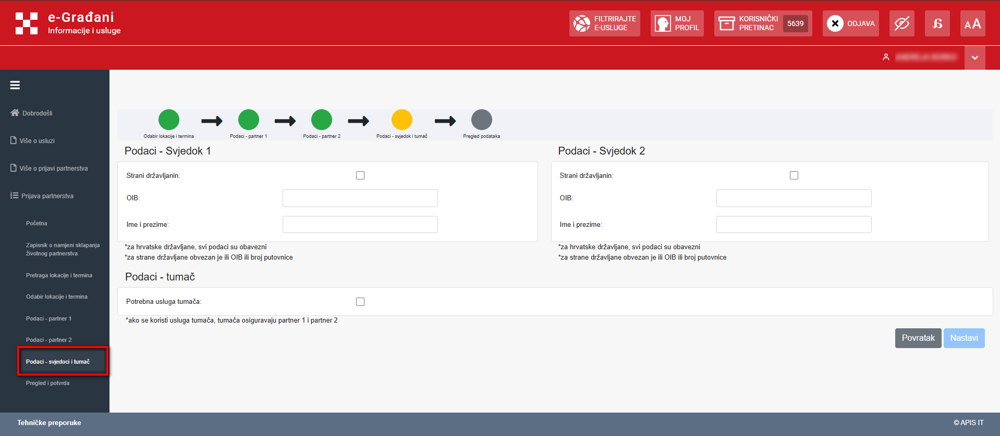 e-Građani
Informacije i usluge
FILTRIRAJTE
E-USLUGE
MOJ
PROFIL
KORISNIČKI
PRETINAC
5639
ODJAVA
AA
Dobrodošli
Više o usluzi
Više o prijavi partnerstva
Prijava partnerstva
Početna
Zapisnik o namjeni sklapanja
životnog partnerstva
Pretraga lokacije i termina
Odabir lokacije i termina
Podaci - partner 1
Podaci - partner 2
Podaci - svjedoci i tumač
Pregled i potvrda
Odabir lokacije i termina
Podaci - partner 1
Podaci - partner 2
Podaci - svjedok i tumač
Pregled podataka
Podaci - Svjedok 1
Strani državljanin:
OIB:
Ime i prezime:
*za hrvatske državljane, svi podaci su obavezni
*za strane državljane obvezan je ili OIB ili broj putovnice
Podaci - Svjedok 2
Strani državljanin:
OIB:
Ime i prezime:
*za hrvatske državljane, svi podaci su obavezni
*za strane državljane obvezan je ili OIB ili broj putovnice
Podaci - tumač
Potrebna usluga tumača:
*ako se koristi usluga tumača, tumača osiguravaju partner 1 i partner 2
Povratak
Nastavi
Tehničke preporuke
© APIS IT